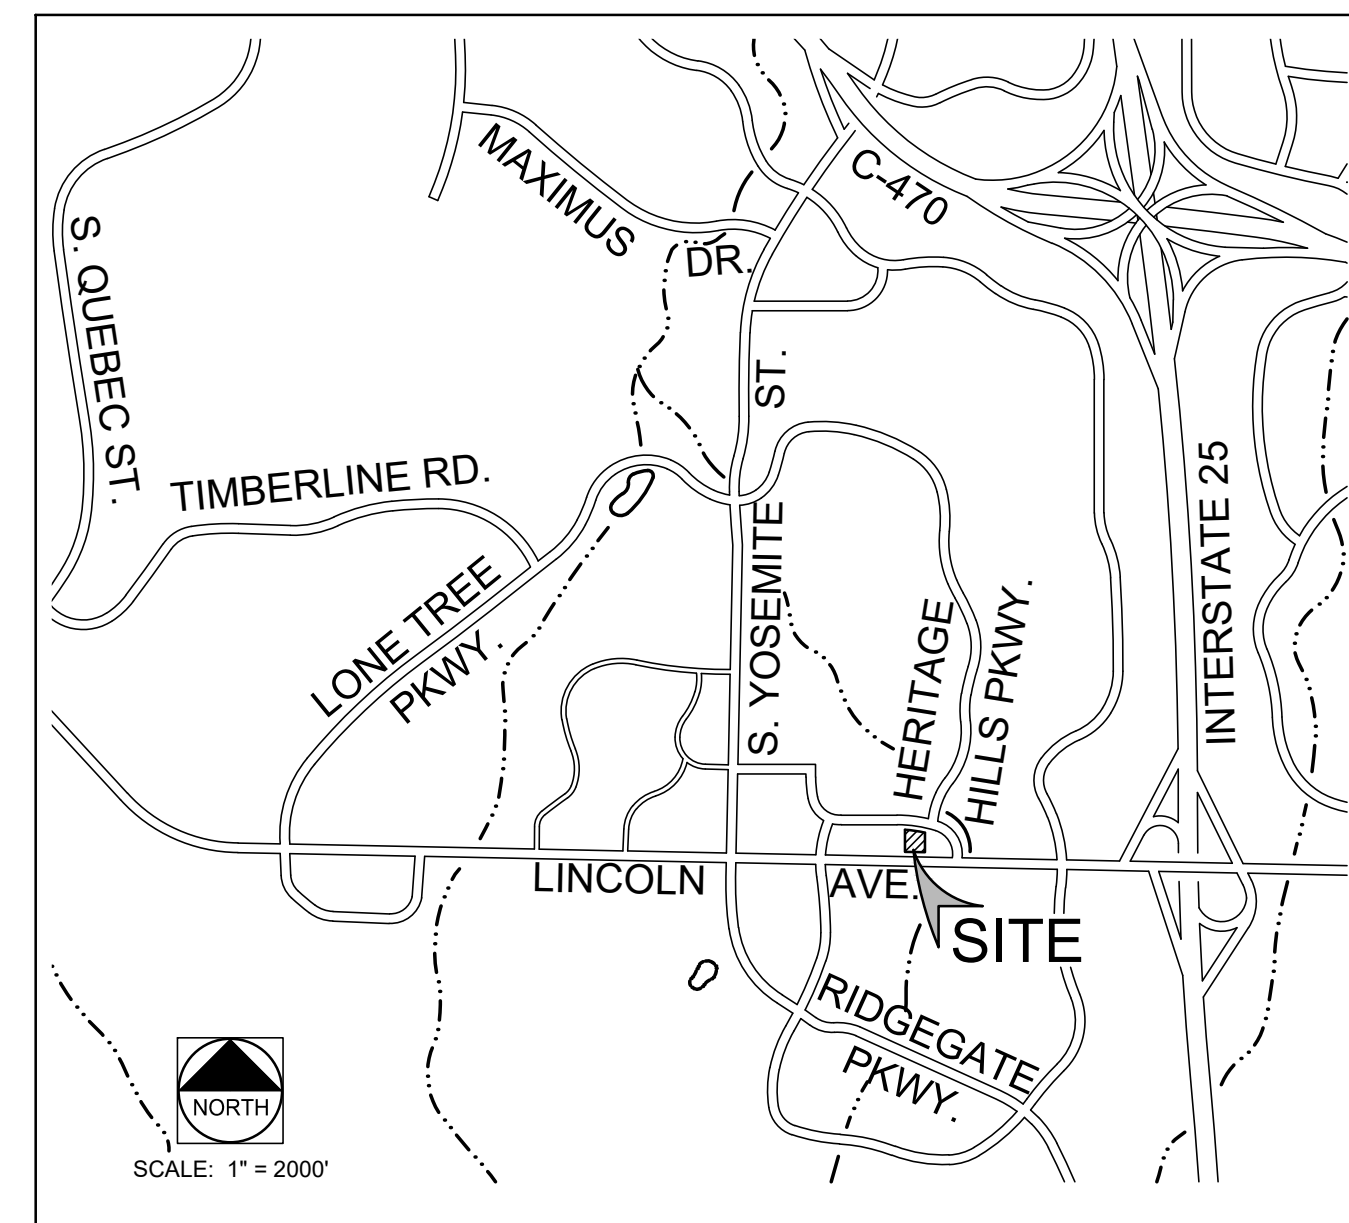 C-470
MAXIMUS
DR.
S. QUEBEC ST.
ST.
TIMBERLINE RD.
INTERSTATE 25
S. YOSEMITE
LONE TREE
PKWY.
HERITAGE
HILLS PKWY.
LINCOLN
AVE.
SITE
RIDGEGATE
PKWY.
NORTH
SCALE: 1" = 2000'